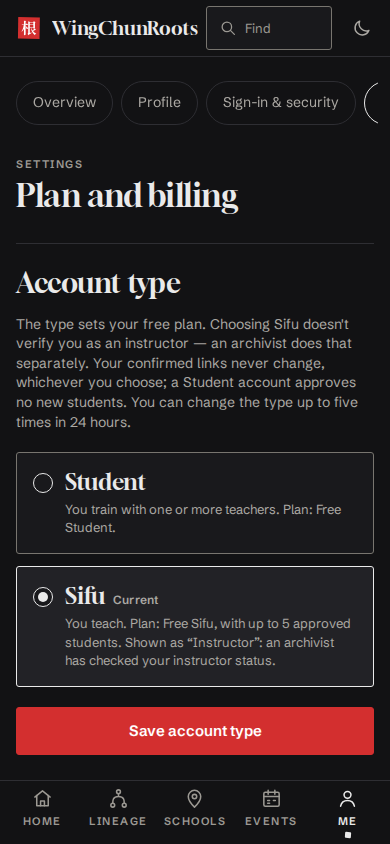 根 WingChunRoots Find
Overview Profile Sign-in & security
SETTINGS
Plan and billing
Account type
The type sets your free plan. Choosing Sifu doesn't
verify you as an instructor — an archivist does that
separately. Your confirmed links never change,
whichever you choose; a Student account approves
no new students. You can change the type up to five
times in 24 hours.
Student
You train with one or more teachers. Plan: Free
Student.
Sifu Current
You teach. Plan: Free Sifu, with up to 5 approved
students. Shown as “Instructor”: an archivist
has checked your instructor status.
Save account type
HOME LINEAGE SCHOOLS EVENTS ME